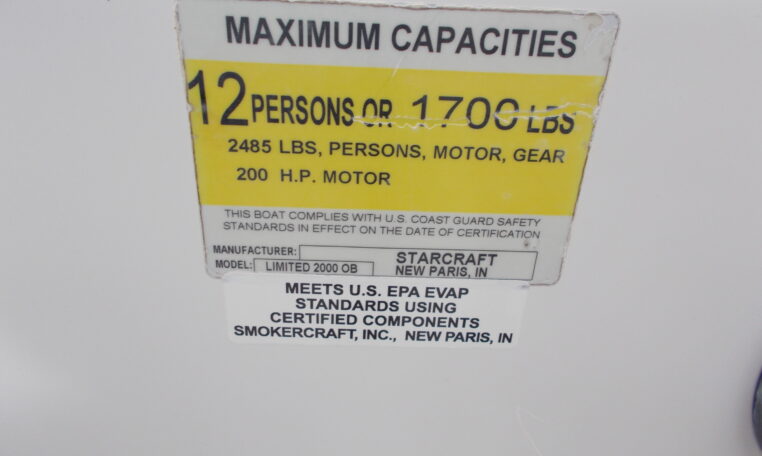 MAXIMUM CAPACITIES
12 PERSONS OR 1700 LBS
2485 LBS, PERSONS, MOTOR, GEAR
200 H.P. MOTOR
THIS BOAT COMPLIES WITH U.S. COAST GUARD SAFETY
STANDARDS IN EFFECT ON THE DATE OF CERTIFICATION
MANUFACTURER: STARCRAFT
NEW PARIS, IN
MODEL: LIMITED 2000 OB
MEETS U.S. EPA EVAP
STANDARDS USING
CERTIFIED COMPONENTS
SMOKERCRAFT, INC., NEW PARIS, IN